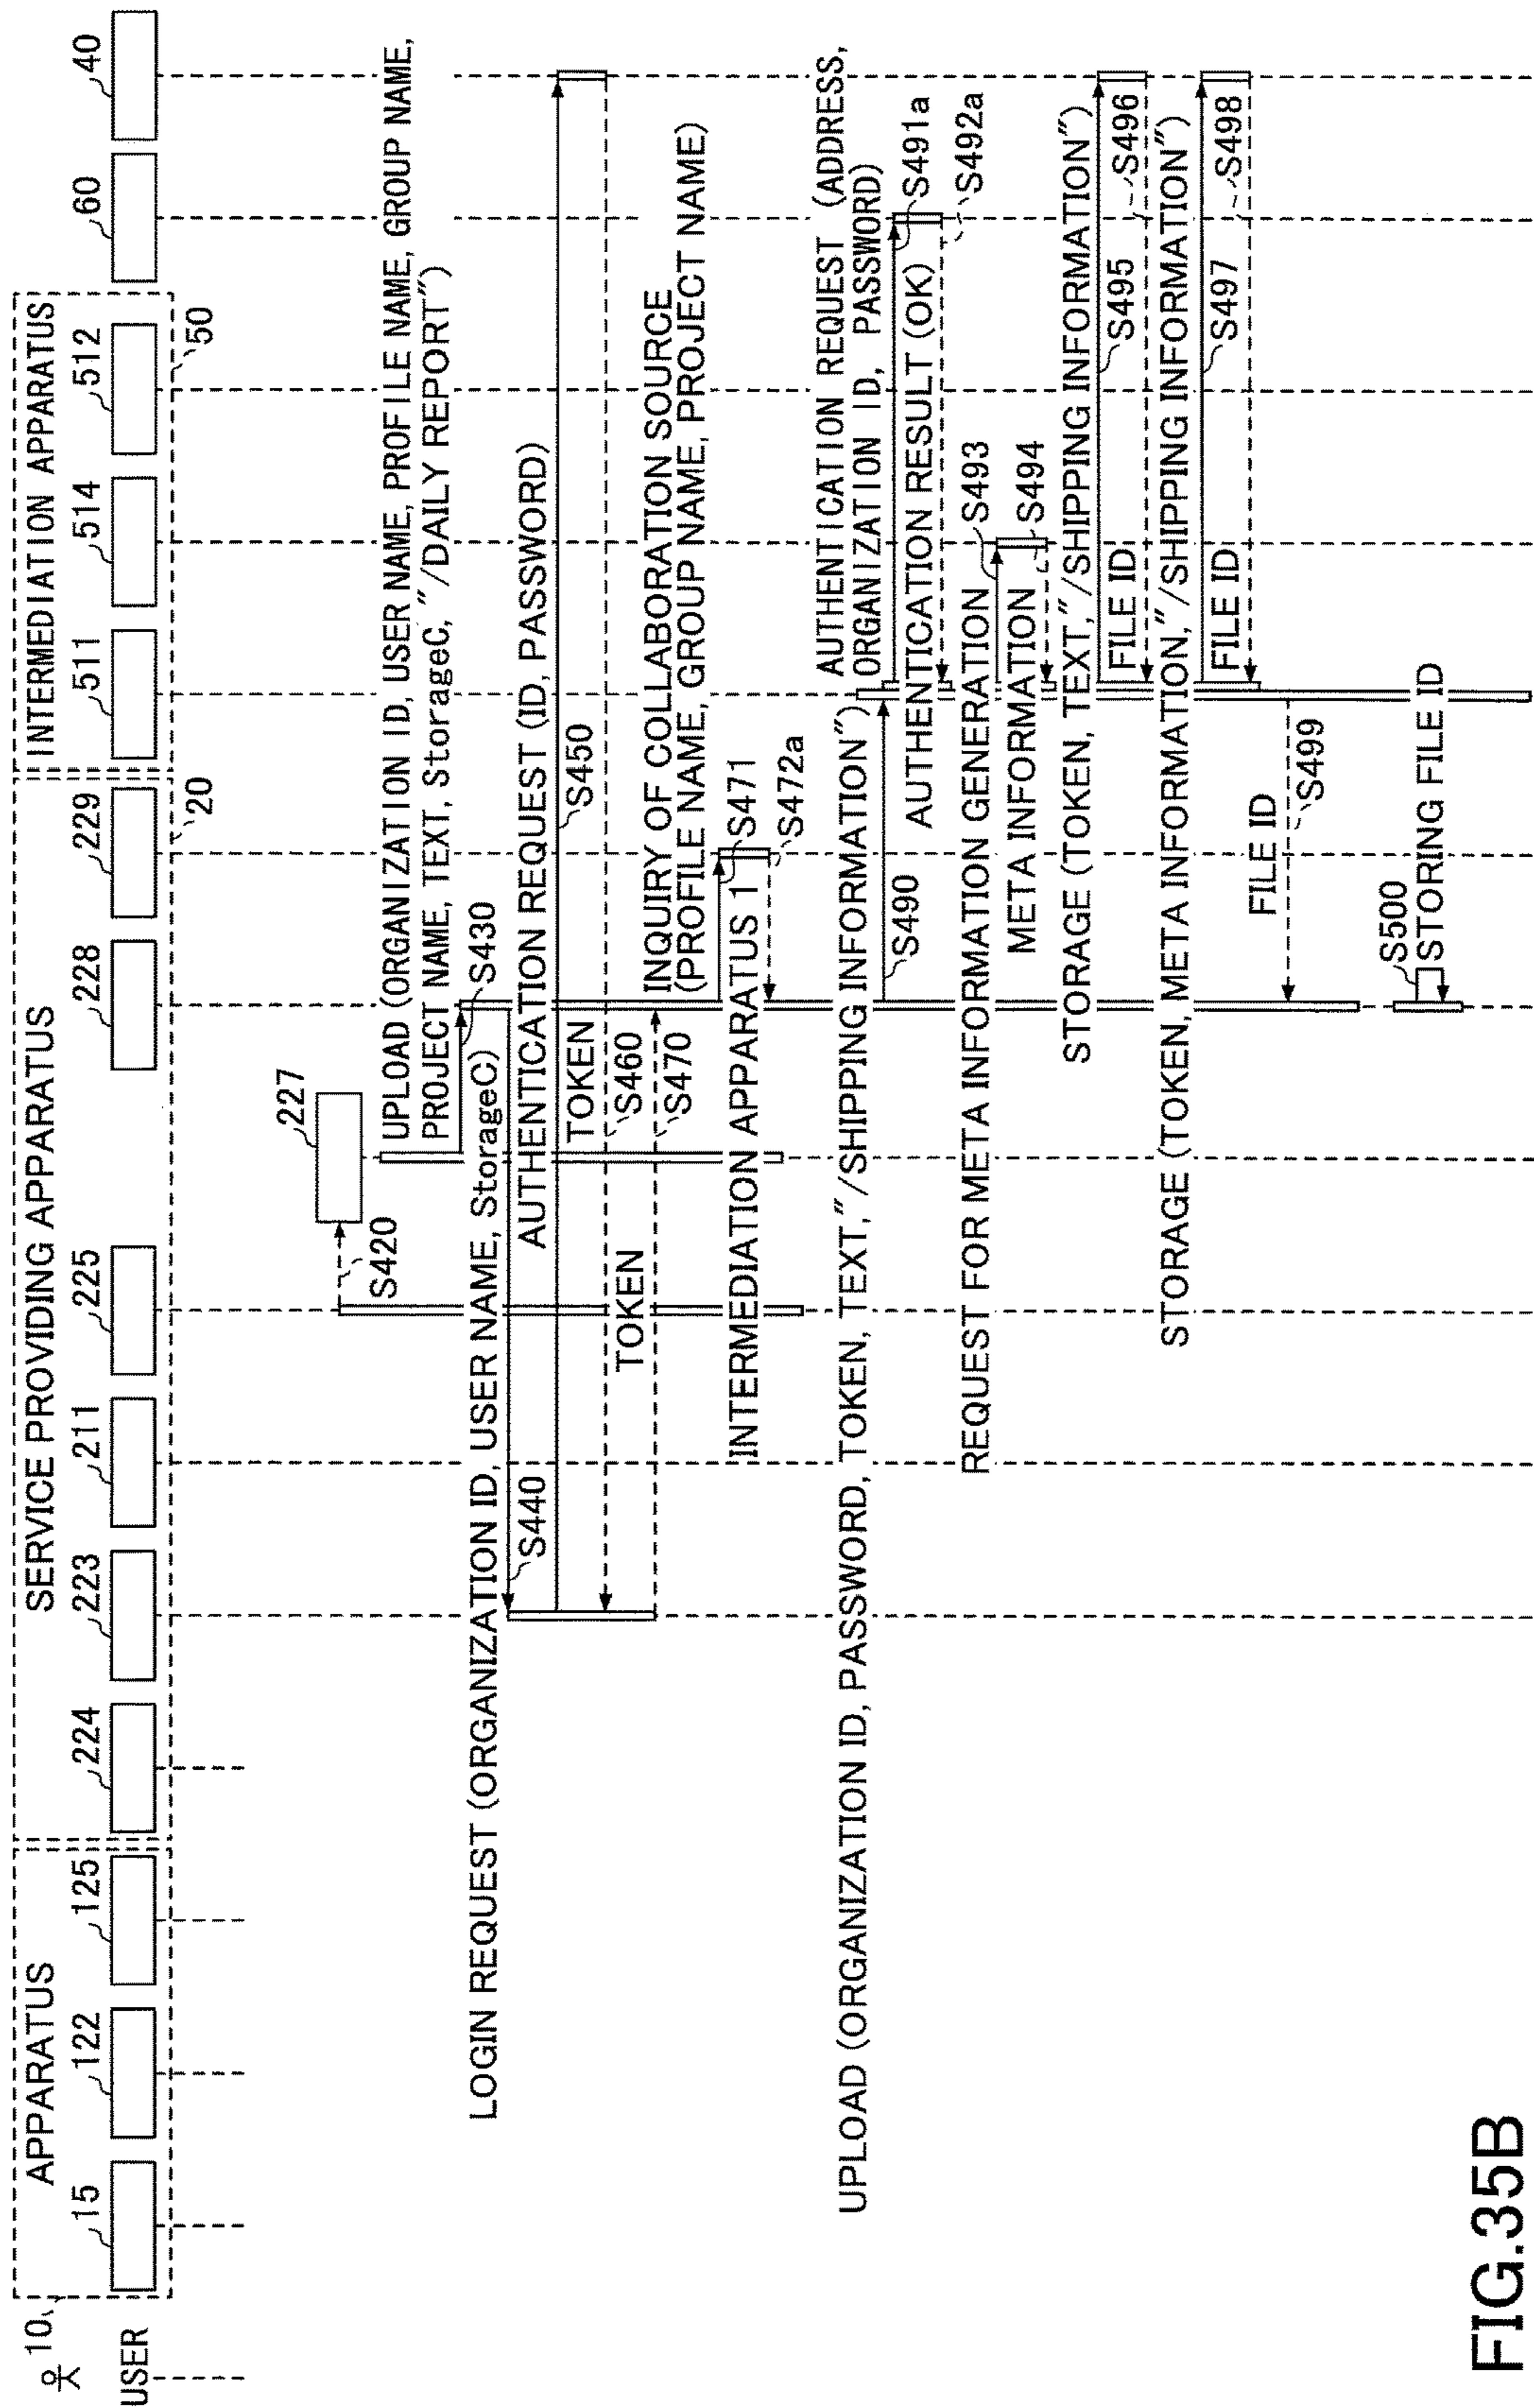 10
USER
APPARATUS
15
122
125
SERVICE PROVIDING APPARATUS
20
224
223
211
225
228
229
INTERMEDIATION APPARATUS
50
511
514
512
60
40
227
S420
UPLOAD (ORGANIZATION ID, USER NAME, PROFILE NAME, GROUP NAME,
PROJECT NAME, TEXT, StorageC,"/DAILY REPORT")
S430
LOGIN REQUEST (ORGANIZATION ID, USER NAME, StorageC)
S440
AUTHENTICATION REQUEST (ID, PASSWORD)
S450
TOKEN
S460
TOKEN
S470
INQUIRY OF COLLABORATION SOURCE
(PROFILE NAME, GROUP NAME, PROJECT NAME)
S471
INTERMEDIATION APPARATUS 1
S472a
UPLOAD (ORGANIZATION ID, PASSWORD, TOKEN, TEXT,"/SHIPPING INFORMATION")
S490
AUTHENTICATION REQUEST (ADDRESS,
ORGANIZATION ID, PASSWORD)
S491a
AUTHENTICATION RESULT (OK)
S492a
REQUEST FOR META INFORMATION GENERATION
S493
META INFORMATION
S494
STORAGE (TOKEN, TEXT,"/SHIPPING INFORMATION")
S495
FILE ID
S496
STORAGE (TOKEN, META INFORMATION,"/SHIPPING INFORMATION")
S497
FILE ID
S498
FILE ID
S499
S500
STORING FILE ID
FIG.35B